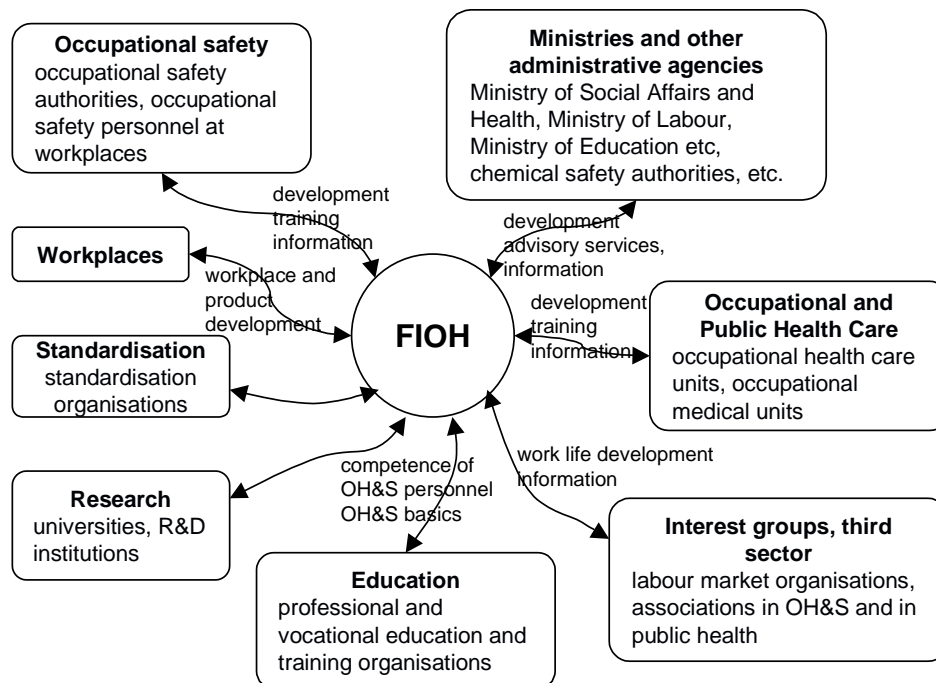 Occupational safety
occupational safety
authorities, occupational
safety personnel at
workplaces
Ministries and other
administrative agencies
Ministry of Social Affairs and
Health, Ministry of Labour,
Ministry of Education etc,
chemical safety authorities, etc.
development
training
information
development
advisory services,
information
Workplaces
workplace and
product
development
FIOH
development
training
information
Occupational and
Public Health Care
occupational health care
units, occupational
medical units
Standardisation
standardisation
organisations
Research
universities, R&D
institutions
competence of
OH&S personnel
OH&S basics
work life development
information
Education
professional and
vocational education and
training organisations
Interest groups, third
sector
labour market organisations,
associations in OH&S and in
public health